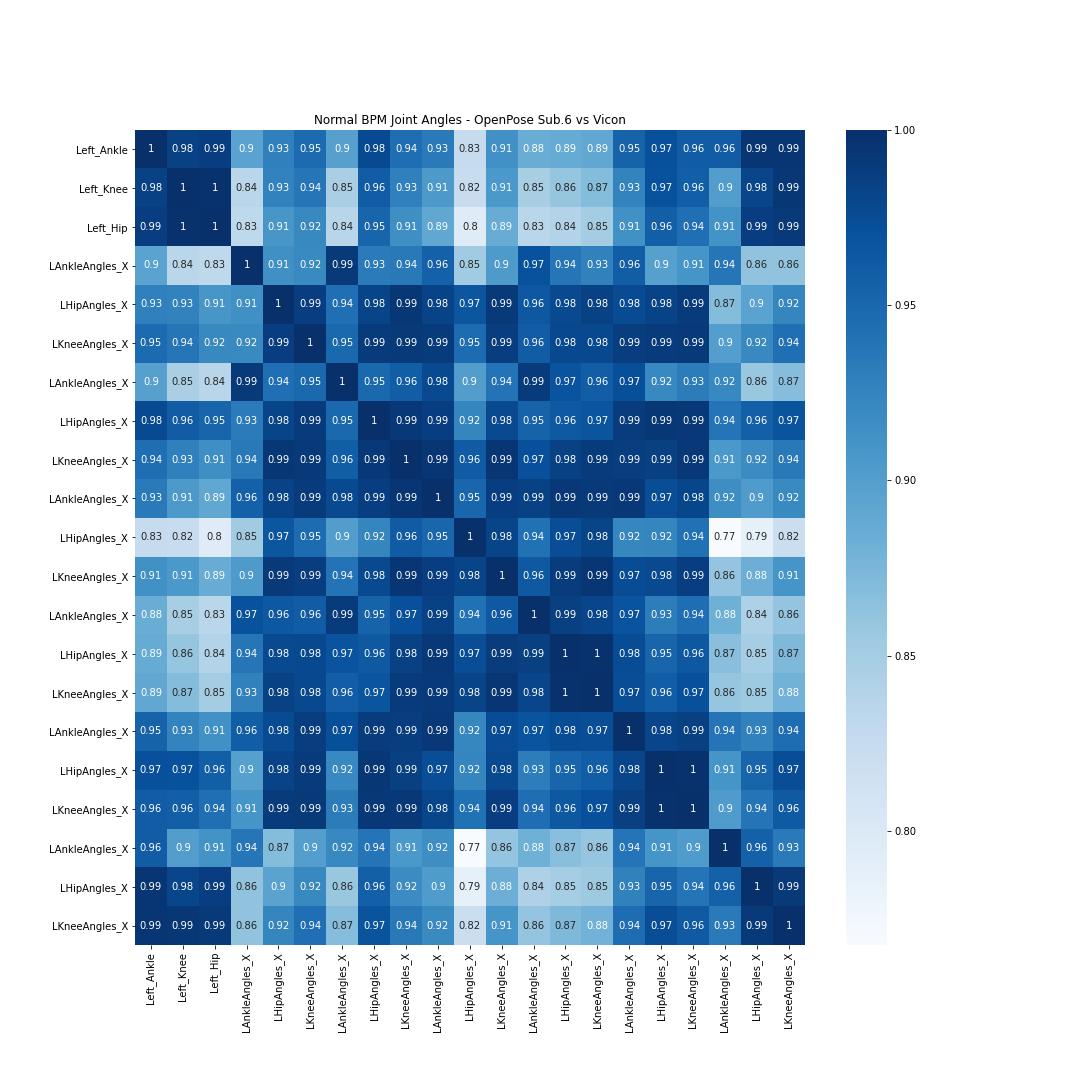 Normal BPM Joint Angles - OpenPose Sub.6 vs Vicon
Left_Ankle 1 0.98 0.99 0.9 0.93 0.95 0.9 0.98 0.94 0.93 0.83 0.91 0.88 0.89 0.89 0.95 0.97 0.96 0.96 0.99 0.99 1.00
Left_Knee 0.98 1 1 0.84 0.93 0.94 0.85 0.96 0.93 0.91 0.82 0.91 0.85 0.86 0.87 0.93 0.97 0.96 0.9 0.98 0.99
Left_Hip 0.99 1 1 0.83 0.91 0.92 0.84 0.95 0.91 0.89 0.8 0.89 0.83 0.84 0.85 0.91 0.96 0.94 0.91 0.99 0.99
LAnkleAngles_X 0.9 0.84 0.83 1 0.91 0.92 0.99 0.93 0.94 0.96 0.85 0.9 0.97 0.94 0.93 0.96 0.9 0.91 0.94 0.86 0.86
LHipAngles_X 0.93 0.93 0.91 0.91 1 0.99 0.94 0.98 0.99 0.98 0.97 0.99 0.96 0.98 0.98 0.98 0.98 0.99 0.87 0.9 0.92 0.95
LKneeAngles_X 0.95 0.94 0.92 0.92 0.99 1 0.95 0.99 0.99 0.99 0.95 0.99 0.96 0.98 0.98 0.99 0.99 0.99 0.9 0.92 0.94
LAnkleAngles_X 0.9 0.85 0.84 0.99 0.94 0.95 1 0.95 0.96 0.98 0.9 0.94 0.99 0.97 0.96 0.97 0.92 0.93 0.92 0.86 0.87
LHipAngles_X 0.98 0.96 0.95 0.93 0.98 0.99 0.95 1 0.99 0.99 0.92 0.98 0.95 0.96 0.97 0.99 0.99 0.99 0.94 0.96 0.97
LKneeAngles_X 0.94 0.93 0.91 0.94 0.99 0.99 0.96 0.99 1 0.99 0.96 0.99 0.97 0.98 0.99 0.99 0.99 0.99 0.91 0.92 0.94 0.90
LAnkleAngles_X 0.93 0.91 0.89 0.96 0.98 0.99 0.98 0.99 0.99 1 0.95 0.99 0.99 0.99 0.99 0.99 0.97 0.98 0.92 0.9 0.92
LHipAngles_X 0.83 0.82 0.8 0.85 0.97 0.95 0.9 0.92 0.96 0.95 1 0.98 0.94 0.97 0.98 0.92 0.92 0.94 0.77 0.79 0.82
LKneeAngles_X 0.91 0.91 0.89 0.9 0.99 0.99 0.94 0.98 0.99 0.99 0.98 1 0.96 0.99 0.99 0.97 0.98 0.99 0.86 0.88 0.91
LAnkleAngles_X 0.88 0.85 0.83 0.97 0.96 0.96 0.99 0.95 0.97 0.99 0.94 0.96 1 0.99 0.98 0.97 0.93 0.94 0.88 0.84 0.86
LHipAngles_X 0.89 0.86 0.84 0.94 0.98 0.98 0.97 0.96 0.98 0.99 0.97 0.99 0.99 1 1 0.98 0.95 0.96 0.87 0.85 0.87 0.85
LKneeAngles_X 0.89 0.87 0.85 0.93 0.98 0.98 0.96 0.97 0.99 0.99 0.98 0.99 0.98 1 1 0.97 0.96 0.97 0.86 0.85 0.88
LAnkleAngles_X 0.95 0.93 0.91 0.96 0.98 0.99 0.97 0.99 0.99 0.99 0.92 0.97 0.97 0.98 0.97 1 0.98 0.99 0.94 0.93 0.94
LHipAngles_X 0.97 0.97 0.96 0.9 0.98 0.99 0.92 0.99 0.99 0.97 0.92 0.98 0.93 0.95 0.96 0.98 1 1 0.91 0.95 0.97
LKneeAngles_X 0.96 0.96 0.94 0.91 0.99 0.99 0.93 0.99 0.99 0.98 0.94 0.99 0.94 0.96 0.97 0.99 1 1 0.9 0.94 0.96 0.80
LAnkleAngles_X 0.96 0.9 0.91 0.94 0.87 0.9 0.92 0.94 0.91 0.92 0.77 0.86 0.88 0.87 0.86 0.94 0.91 0.9 1 0.96 0.93
LHipAngles_X 0.99 0.98 0.99 0.86 0.9 0.92 0.86 0.96 0.92 0.9 0.79 0.88 0.84 0.85 0.85 0.93 0.95 0.94 0.96 1 0.99
LKneeAngles_X 0.99 0.99 0.99 0.86 0.92 0.94 0.87 0.97 0.94 0.92 0.82 0.91 0.86 0.87 0.88 0.94 0.97 0.96 0.93 0.99 1
Left_Ankle
Left_Knee
Left_Hip
LAnkleAngles_X
LHipAngles_X
LKneeAngles_X
LAnkleAngles_X
LHipAngles_X
LKneeAngles_X
LAnkleAngles_X
LHipAngles_X
LKneeAngles_X
LAnkleAngles_X
LHipAngles_X
LKneeAngles_X
LAnkleAngles_X
LHipAngles_X
LKneeAngles_X
LAnkleAngles_X
LHipAngles_X
LKneeAngles_X